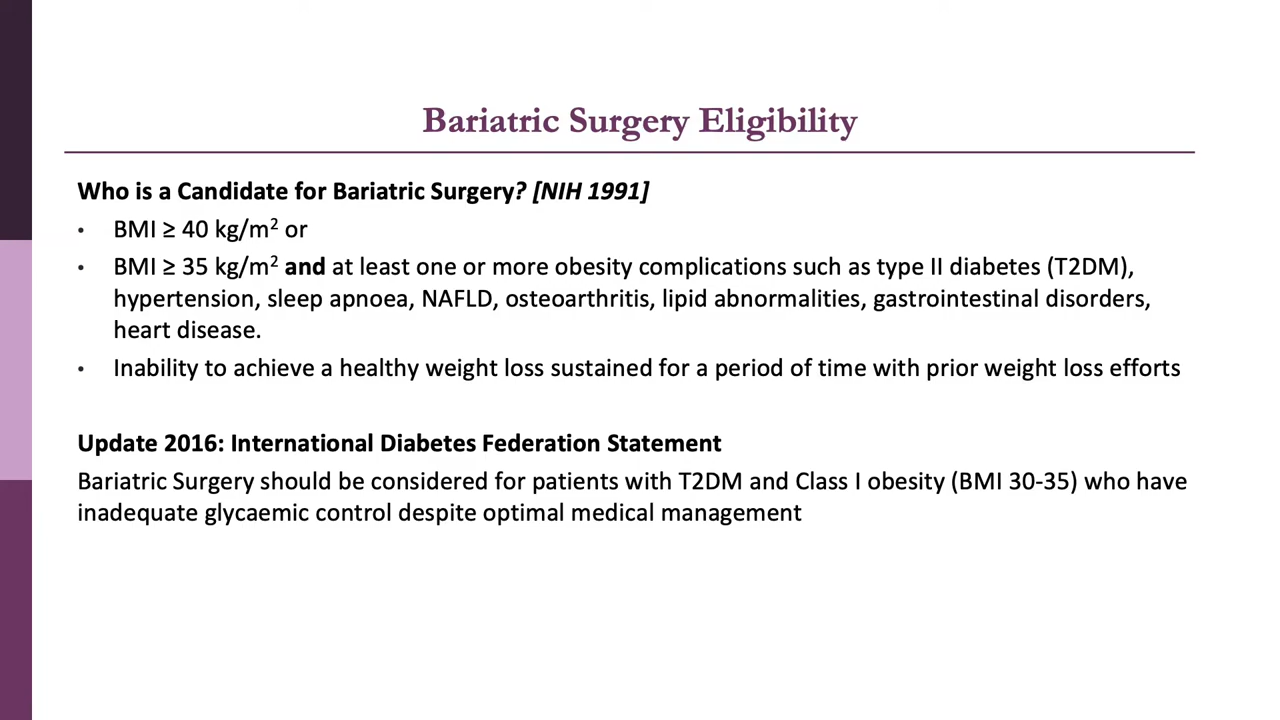 Bariatric Surgery Eligibility
Who is a Candidate for Bariatric Surgery? [NIH 1991]
• BMI ≥ 40 kg/m² or
• BMI ≥ 35 kg/m² and at least one or more obesity complications such as type II diabetes (T2DM),
hypertension, sleep apnoea, NAFLD, osteoarthritis, lipid abnormalities, gastrointestinal disorders,
heart disease.
• Inability to achieve a healthy weight loss sustained for a period of time with prior weight loss efforts
Update 2016: International Diabetes Federation Statement
Bariatric Surgery should be considered for patients with T2DM and Class I obesity (BMI 30-35) who have
inadequate glycaemic control despite optimal medical management